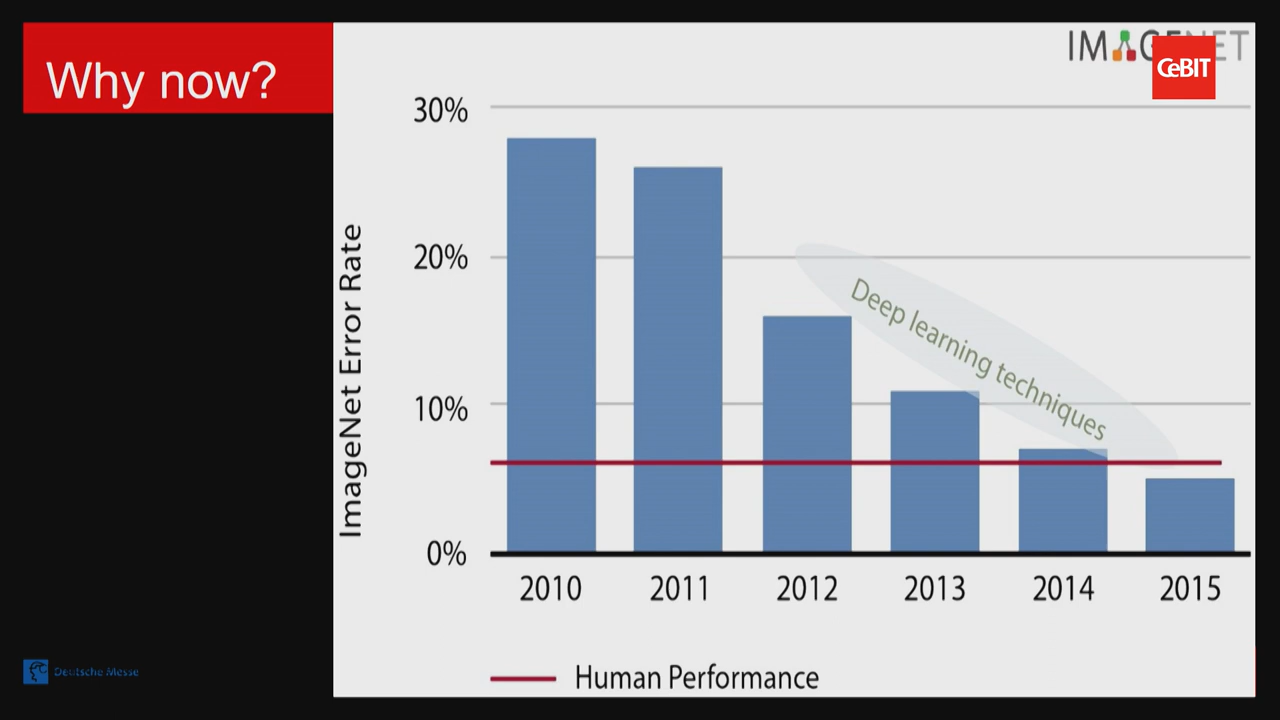 Why now?
IMAGENET
CeBIT
30%
20%
10%
0%
ImageNet Error Rate
Deep learning techniques
2010 2011 2012 2013 2014 2015
Human Performance
Deutsche Messe